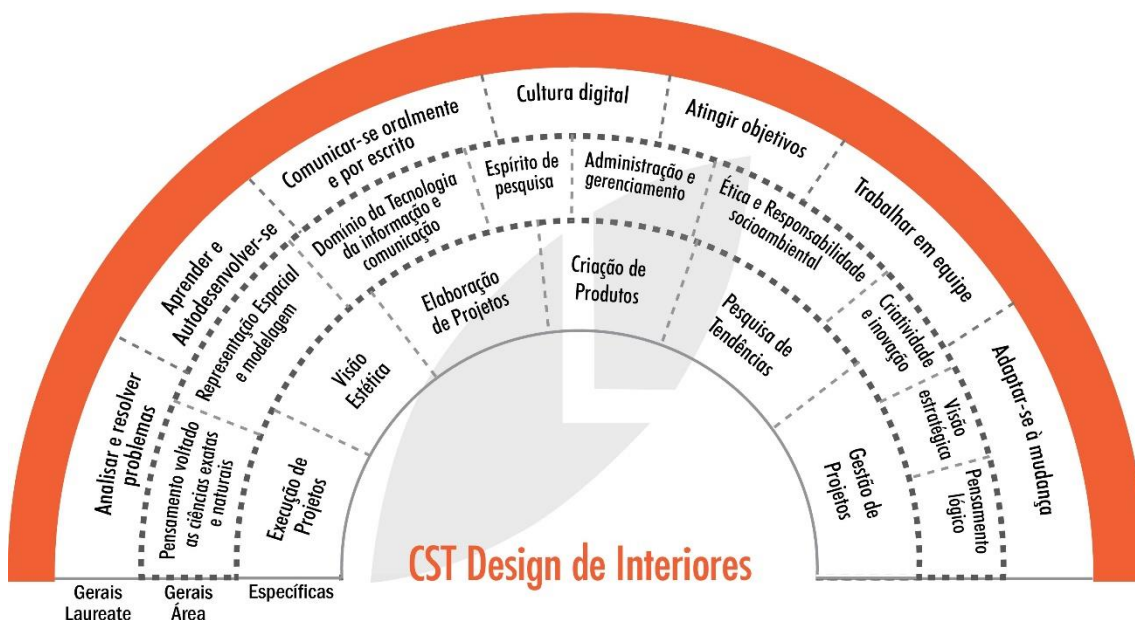 Analisar e resolver
problemas
Aprender e
Autodesenvolver-se
Comunicar-se oralmente
e por escrito
Cultura digital
Atingir objetivos
Trabalhar em equipe
Adaptar-se à mudança
Pensamento voltado
as ciências exatas
e naturais
Representação Espacial
e modelagem
Domínio da Tecnologia
da informação e
comunicação
Espírito de
pesquisa
Administração e
gerenciamento
Ética e Responsabilidade
socioambiental
Criatividade
e inovação
Visão
estratégica
Pensamento
lógico
Execução de
Projetos
Visão
Estética
Elaboração
de Projetos
Criação de
Produtos
Pesquisa de
Tendências
Gestão de
Projetos
CST Design de Interiores
Gerais
Laureate
Gerais
Área
Específicas